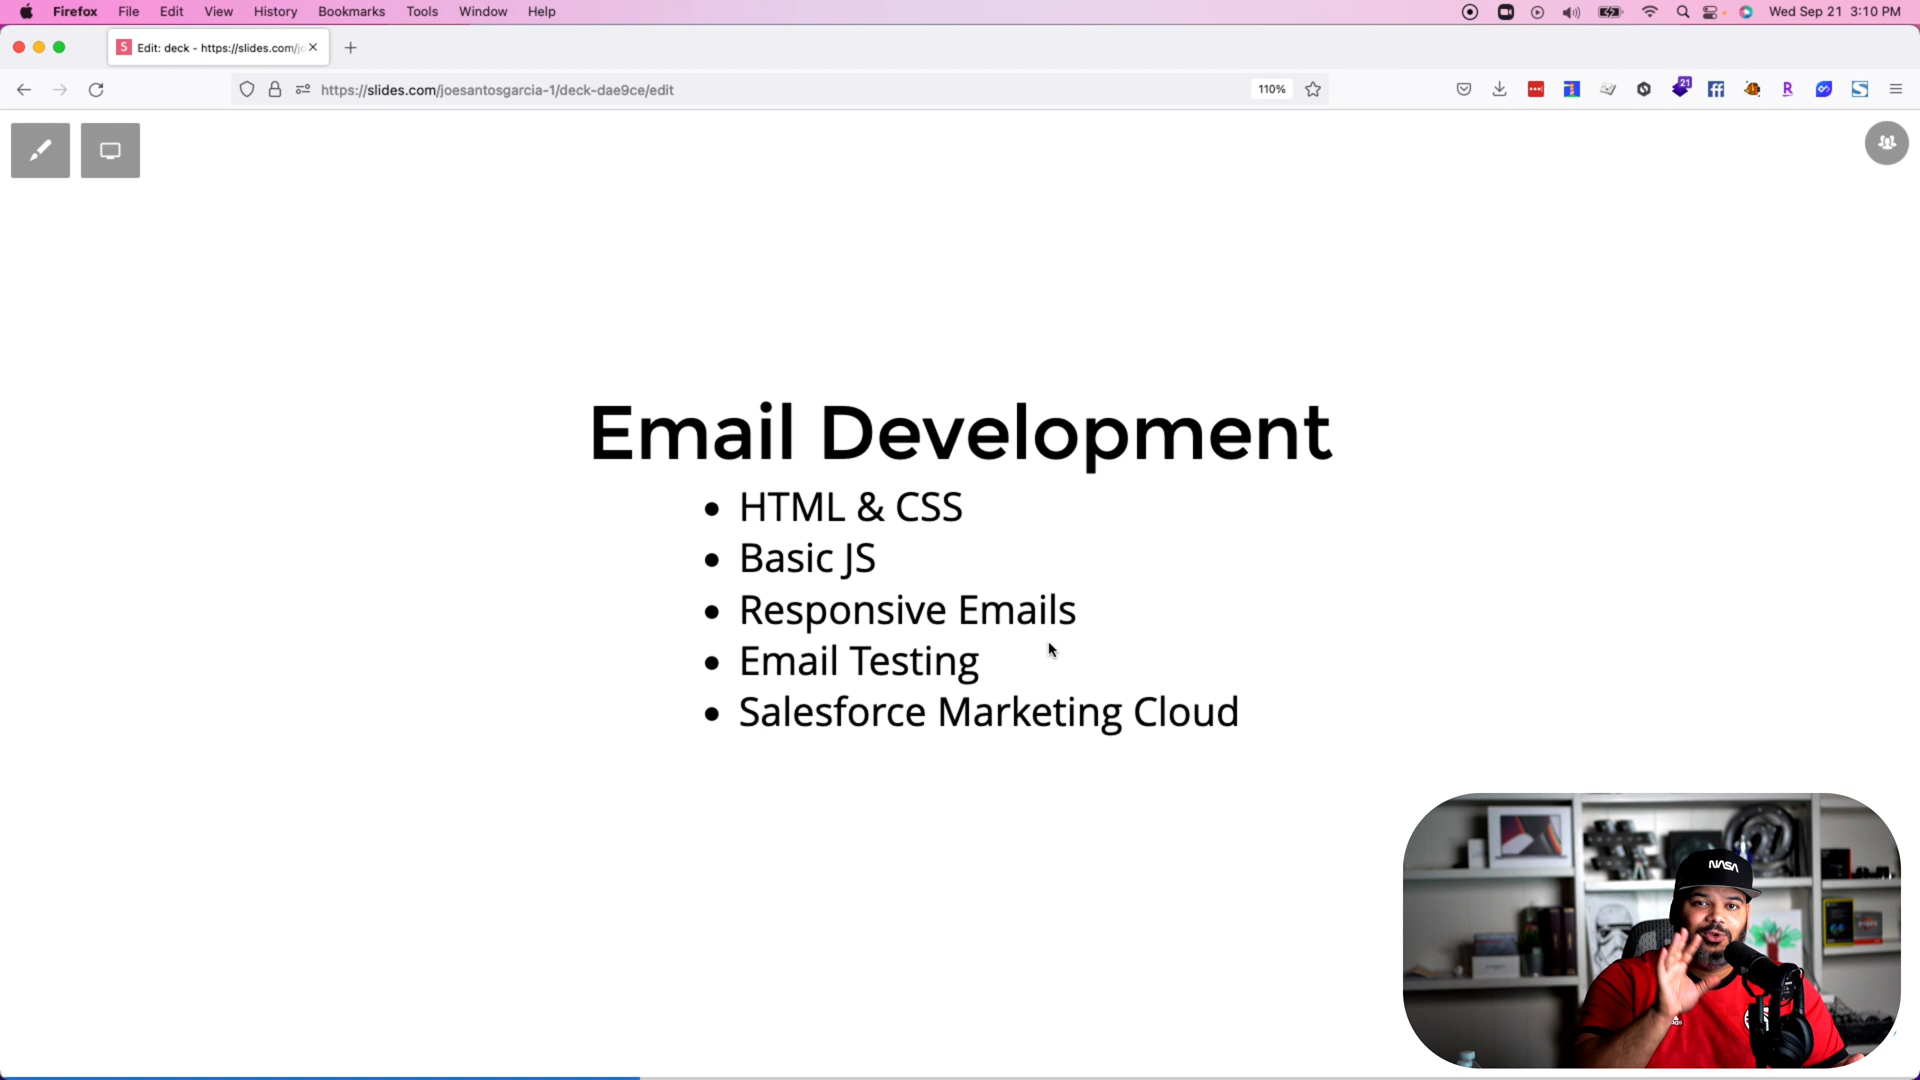 Firefox File Edit View History Bookmarks Tools Window Help Wed Sep 21 3:10 PM
Edit: deck - https://slides.com/jo
https://slides.com/joesantosgarcia-1/deck-dae9ce/edit 110% 21
Email Development
• HTML & CSS
• Basic JS
• Responsive Emails
• Email Testing
• Salesforce Marketing Cloud
NASA